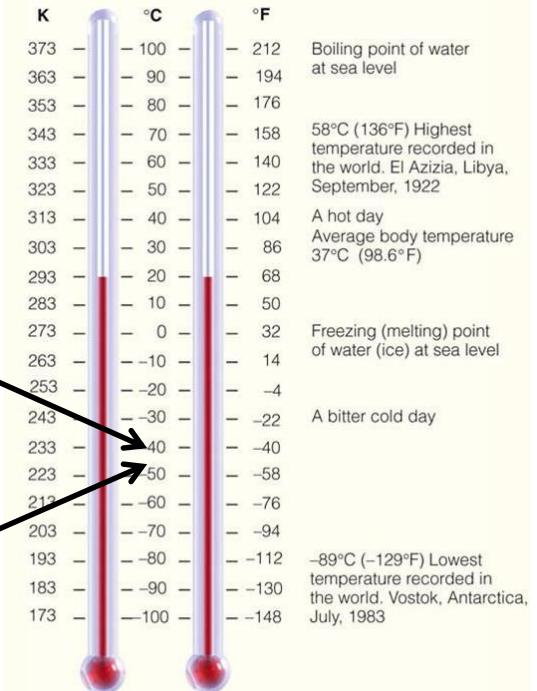 K °C °F
373 100 212 Boiling point of water
363 90 194 at sea level
353 80 176
343 70 158 58°C (136°F) Highest
temperature recorded in
333 60 140 the world. El Azizia, Libya,
323 50 122 September, 1922
313 40 104 A hot day
Average body temperature
303 30 86 37°C (98.6°F)
293 20 68
283 10 50
273 0 32 Freezing (melting) point
of water (ice) at sea level
263 –10 14
253 –20 –4
243 –30 –22 A bitter cold day
233 –40 –40
223 –50 –58
213 –60 –76
203 –70 –94
193 –80 –112 –89°C (–129°F) Lowest
temperature recorded in
183 –90 –130 the world. Vostok, Antarctica,
173 –100 –148 July, 1983